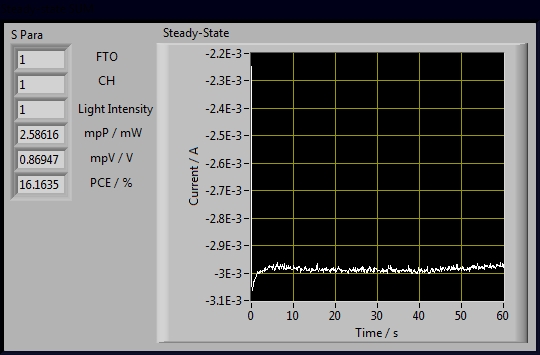 S Para
1 FTO
1 CH
1 Light Intensity
2.58616 mpP / mW
0.86947 mpV / V
16.1635 PCE / %
Steady-State
Current / A
-2.2E-3
-2.3E-3
-2.4E-3
-2.5E-3
-2.6E-3
-2.7E-3
-2.8E-3
-2.9E-3
-3E-3
-3.1E-3
0 10 20 30 40 50 60
Time / s